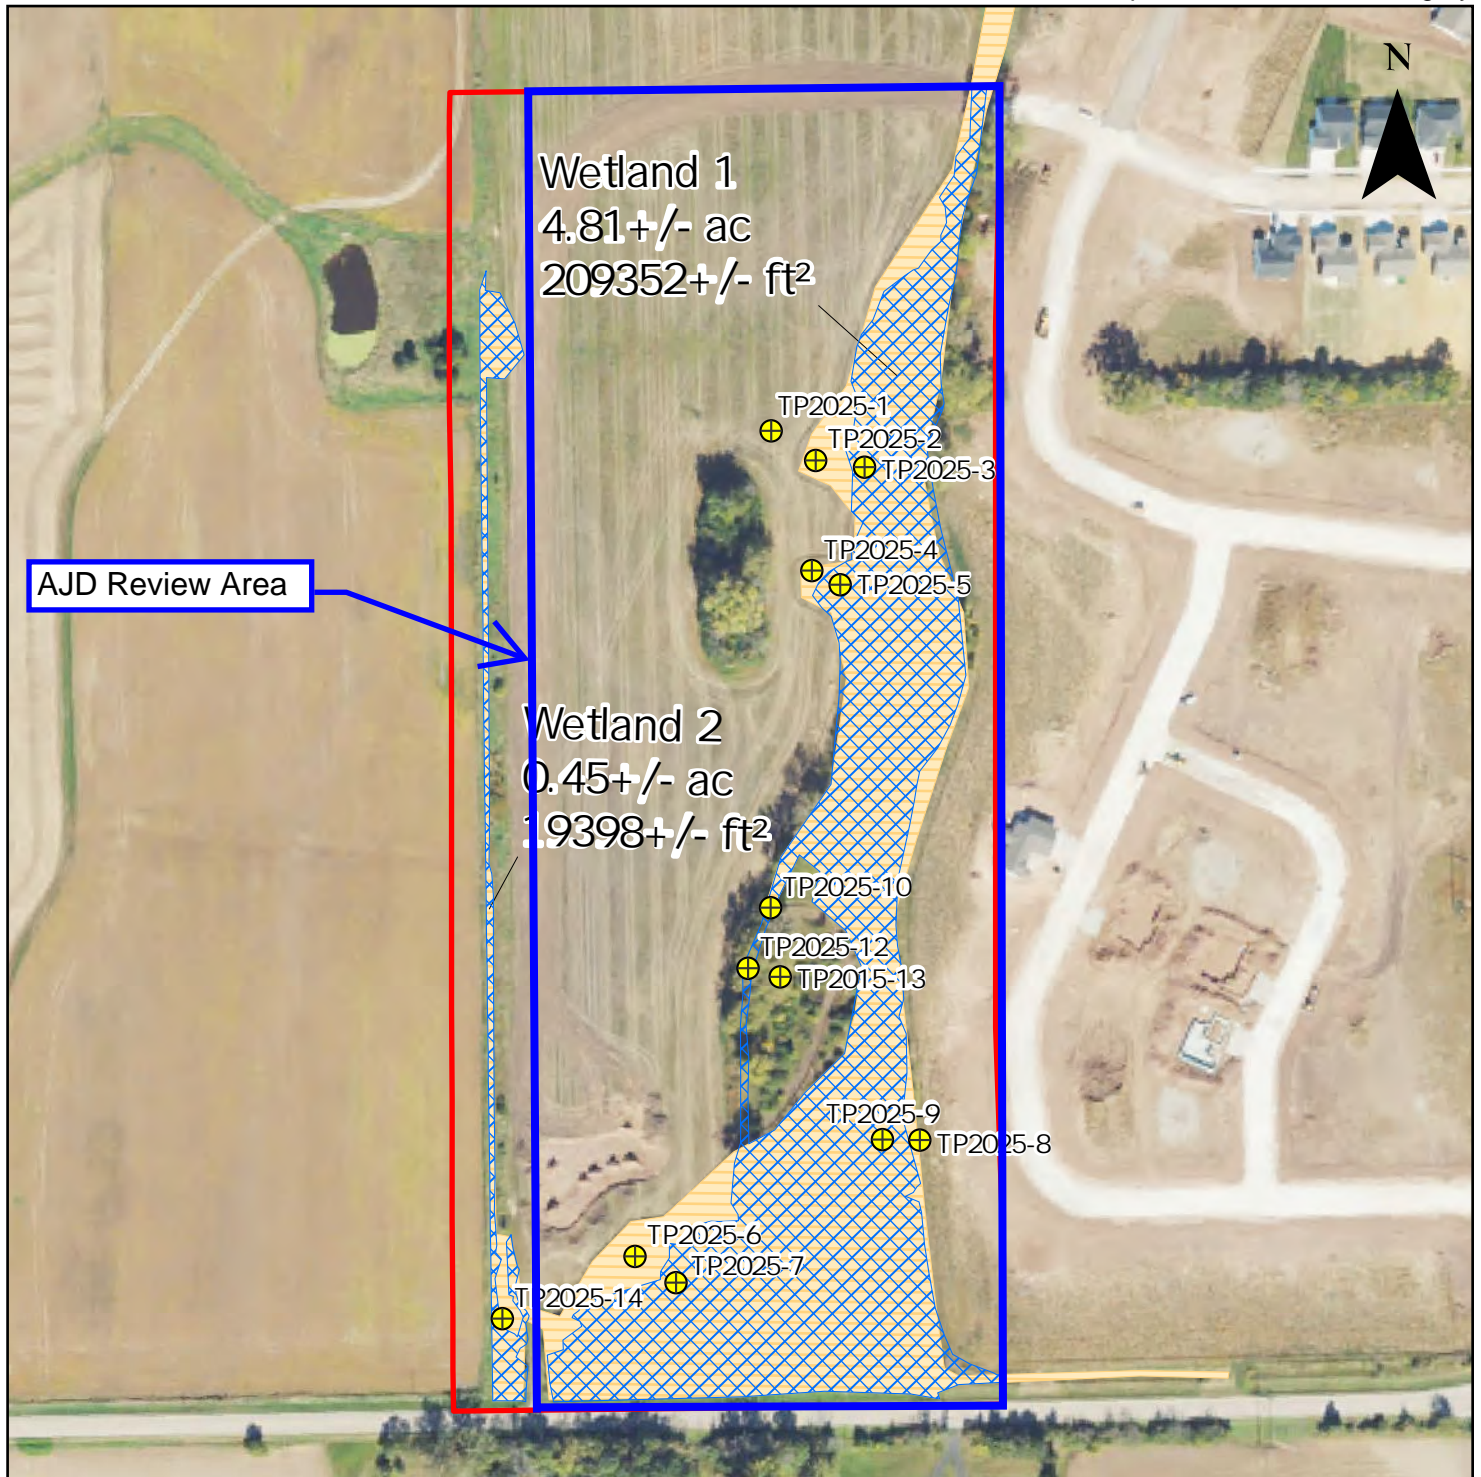 N
Wetland 1
4.81+/- ac
209352+/- ft²
TP2025-1
TP2025-2
TP2025-3
TP2025-4
TP2025-5
AJD Review Area
Wetland 2
0.45+/- ac
19398+/- ft²
TP2025-10
TP2025-12
TP2015-13
TP2025-9
TP2025-8
TP2025-6
TP2025-7
TP2025-14